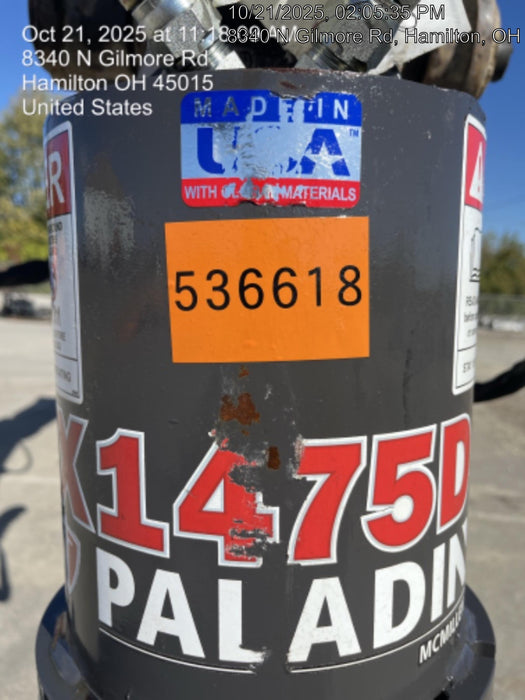 10/21/2025, 02:05:35 PM
8340 N Gilmore Rd, Hamilton, OH
Oct 21, 2025 at 11:18
8340 N Gilmore Rd
Hamilton OH 45015
United States
MADE IN
USA
TM
WITH MATERIALS
536618
R
X1475D
PALADIN